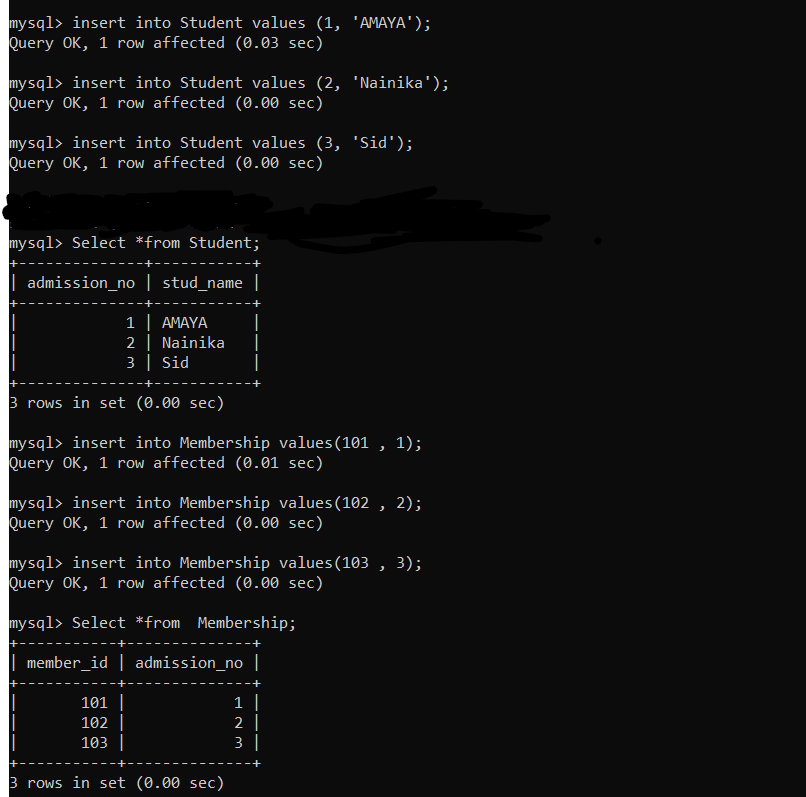 mysql> insert into Student values (1, 'AMAYA');
Query OK, 1 row affected (0.03 sec)
mysql> insert into Student values (2, 'Nainika');
Query OK, 1 row affected (0.00 sec)
mysql> insert into Student values (3, 'Sid');
Query OK, 1 row affected (0.00 sec)
mysql> Select *from Student;
+--------------+-----------+
| admission_no | stud_name |
+--------------+-----------+
|            1 | AMAYA     |
|            2 | Nainika   |
|            3 | Sid       |
+--------------+-----------+
3 rows in set (0.00 sec)
mysql> insert into Membership values(101 , 1);
Query OK, 1 row affected (0.01 sec)
mysql> insert into Membership values(102 , 2);
Query OK, 1 row affected (0.00 sec)
mysql> insert into Membership values(103 , 3);
Query OK, 1 row affected (0.00 sec)
mysql> Select *from  Membership;
+-----------+--------------+
| member_id | admission_no |
+-----------+--------------+
|       101 |            1 |
|       102 |            2 |
|       103 |            3 |
+-----------+--------------+
3 rows in set (0.00 sec)